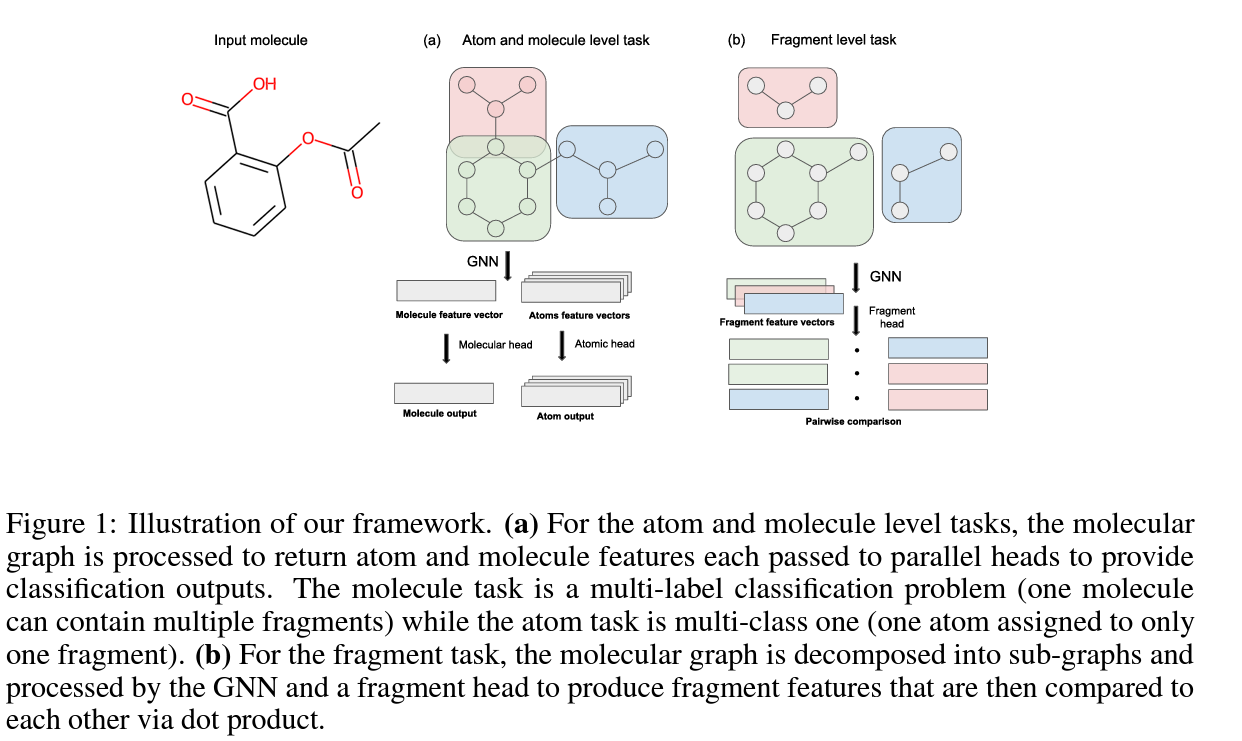 Input molecule
O
OH
O
O
(a) Atom and molecule level task
GNN
Molecule feature vector
Atoms feature vectors
Molecular head
Atomic head
Molecule output
Atom output
(b) Fragment level task
GNN
Fragment feature vectors
Fragment
head
Pairwise comparison
Figure 1: Illustration of our framework. (a) For the atom and molecule level tasks, the molecular
graph is processed to return atom and molecule features each passed to parallel heads to provide
classification outputs. The molecule task is a multi-label classification problem (one molecule
can contain multiple fragments) while the atom task is multi-class one (one atom assigned to only
one fragment). (b) For the fragment task, the molecular graph is decomposed into sub-graphs and
processed by the GNN and a fragment head to produce fragment features that are then compared to
each other via dot product.